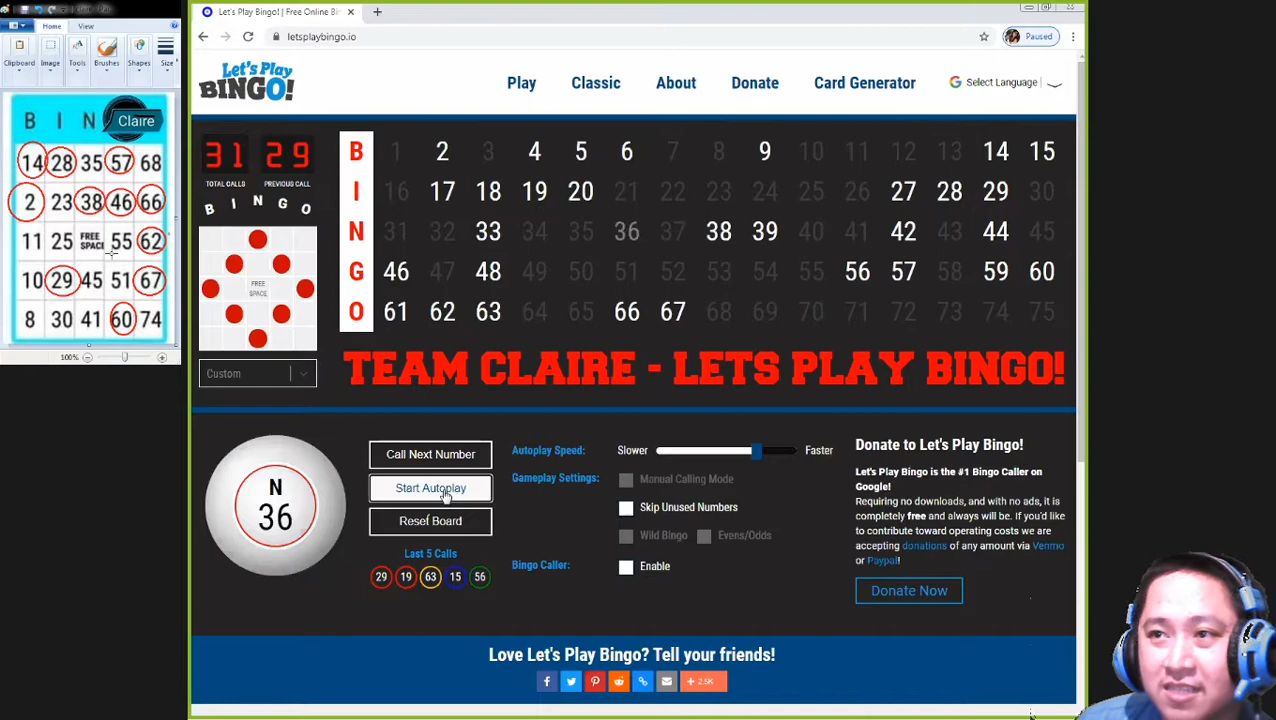 Let's Play Bingo! | Free Online Bi
letsplaybingo.io
Paused
Home View
Clipboard Image Tools Brushes Shapes Size
B I N Claire
14 28 35 57 68
2 23 38 46 66
11 25 FREE SPACE 55 62
10 29 45 51 67
8 30 41 60 74
100%
Let's Play
BINGO!
Play Classic About Donate Card Generator
Select Language
31 29
TOTAL CALLS PREVIOUS CALL
B I N G O
FREE
SPACE
Custom
B 1 2 3 4 5 6 7 8 9 10 11 12 13 14 15
I 16 17 18 19 20 21 22 23 24 25 26 27 28 29 30
N 31 32 33 34 35 36 37 38 39 40 41 42 43 44 45
G 46 47 48 49 50 51 52 53 54 55 56 57 58 59 60
O 61 62 63 64 65 66 67 68 69 70 71 72 73 74 75
TEAM CLAIRE - LETS PLAY BINGO!
N
36
Call Next Number
Start Autoplay
Reset Board
Last 5 Calls
29 19 63 15 56
Autoplay Speed: Slower Faster
Gameplay Settings: Manual Calling Mode
Skip Unused Numbers
Wild Bingo Evens/Odds
Bingo Caller: Enable
Donate to Let's Play Bingo!
Let's Play Bingo is the #1 Bingo Caller on
Google!
Requiring no downloads, and with no ads, it is
completely free and always will be. If you'd like
to contribute toward operating costs we are
accepting donations of any amount via Venmo
or Paypal!
Donate Now
Love Let's Play Bingo? Tell your friends!
2.5K